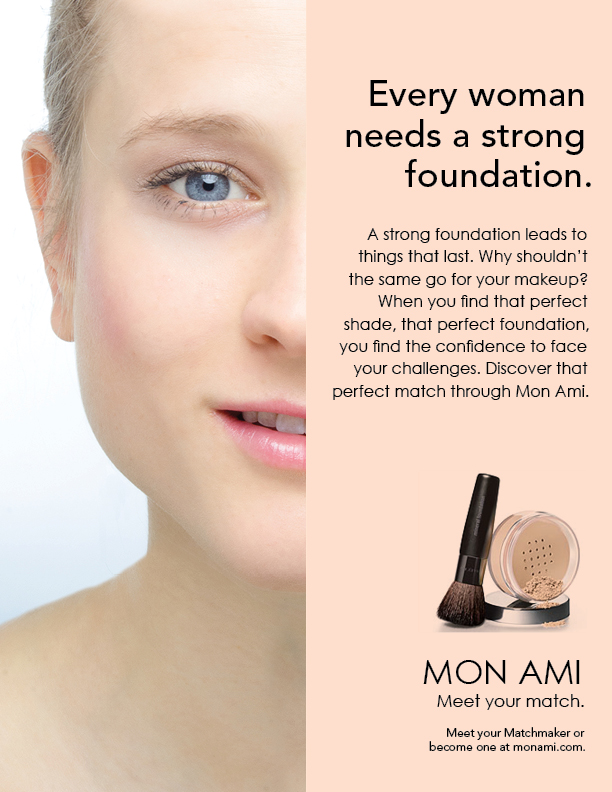 Every woman
needs a strong
foundation.
A strong foundation leads to
things that last. Why shouldn't
the same go for your makeup?
When you find that perfect
shade, that perfect foundation,
you find the confidence to face
your challenges. Discover that
perfect match through Mon Ami.
MON AMI
Meet your match.
Meet your Matchmaker or
become one at monami.com.